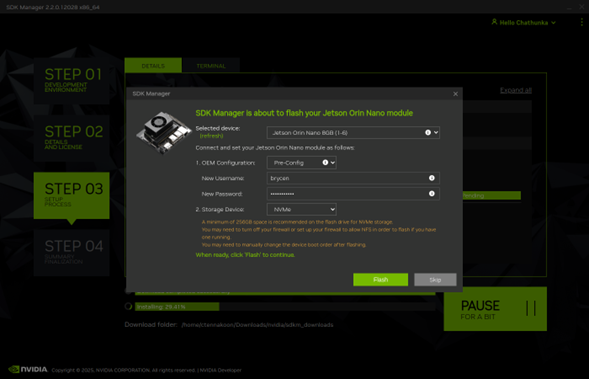 SDK Manager 2.2.0.12028 x86_64
Hello Chathunka
STEP 01
DEVELOPMENT
ENVIRONMENT
STEP 02
DETAILS
AND LICENSE
STEP 03
SETUP
PROCESS
STEP 04
SUMMARY
FINALIZATION
DETAILS
TERMINAL
Expand all
SDK Manager
SDK Manager is about to flash your Jetson Orin Nano module
Selected device:
(refresh)
Jetson Orin Nano 8GB (1-6)
Connect and set your Jetson Orin Nano module as follows:
1. OEM Configuration:
Pre-Config
New Username:
brycen
New Password:
2. Storage Device:
NVMe
A minimum of 256GB space is recommended on the flash drive for NVMe storage.
You may need to turn off your firewall or set up your firewall to allow NFS in order to flash if you have
one running.
You may need to manually change the device boot order after flashing.
When ready, click 'Flash' to continue.
Flash
Skip
Pending
Installing: 25.41%
Download folder: /home/ctennakoon/Downloads/nvidia/sdkm_downloads
PAUSE
FOR A BIT
NVIDIA Copyright © 2025, NVIDIA CORPORATION. All rights reserved. | NVIDIA Developer